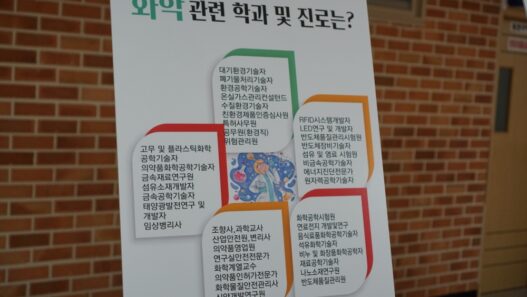 화학 관련 학과 및 진로는?
대기환경기술자
폐기물처리기술자
환경공학기술자
온실가스관리컨설턴드
수질환경기술자
친환경제품인증심사원
특허사무원
공무원(환경직)
위험관리원
RFID시스템개발자
LED연구 및 개발자
반도체품질관리시험원
반도체장비기술자
섬유 및 염료 시험원
비금속공학기술자
에너지진단전문가
원자력공학기술자
고무 및 플라스틱화학
공학기술자
의약품화학공학기술자
금속재료연구원
섬유소재개발자
금속공학기술자
태양광발전연구 및
개발자
임상병리사
조향사,과학교사
산업안전원, 변리사
의약품영업원
연구실안전전문가
화학계열교수
의약품인허가전문가
화학물질안전관리사
식약재개발연구원
화학공학시험원
연료전지 개발및연구
음식료품화학공학기술자
석유화학기술자
비누 및 화장품화학공학자
재료공학기술자
나노소재연구원
반도체품질관리원